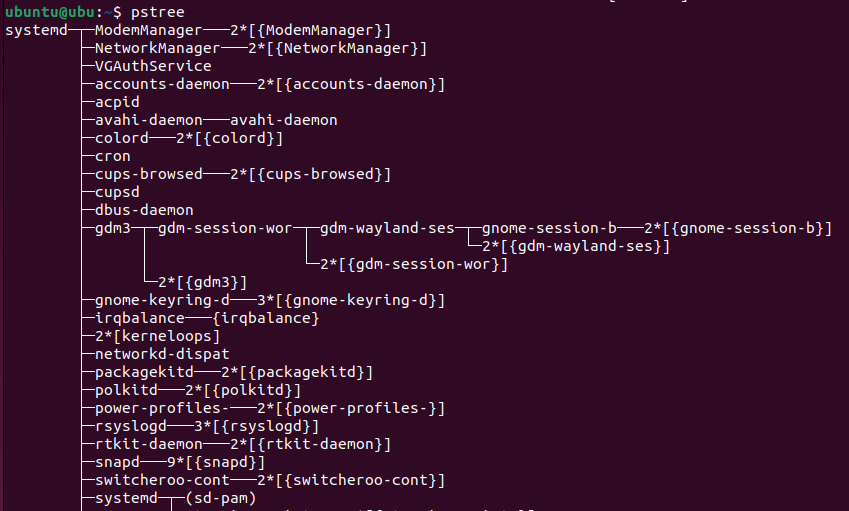 ubuntu@ubu:~$ pstree
systemd─┬─ModemManager───2*[{ModemManager}]
        ├─NetworkManager───2*[{NetworkManager}]
        ├─VGAuthService
        ├─accounts-daemon───2*[{accounts-daemon}]
        ├─acpid
        ├─avahi-daemon───avahi-daemon
        ├─colord───2*[{colord}]
        ├─cron
        ├─cups-browsed───2*[{cups-browsed}]
        ├─cupsd
        ├─dbus-daemon
        ├─gdm3─┬─gdm-session-wor─┬─gdm-wayland-ses─┬─gnome-session-b───2*[{gnome-session-b}]
        │      │                 │                 └─2*[{gdm-wayland-ses}]
        │      │                 └─2*[{gdm-session-wor}]
        │      └─2*[{gdm3}]
        ├─gnome-keyring-d───3*[{gnome-keyring-d}]
        ├─irqbalance───{irqbalance}
        ├─2*[kerneloops]
        ├─networkd-dispat
        ├─packagekitd───2*[{packagekitd}]
        ├─polkitd───2*[{polkitd}]
        ├─power-profiles-───2*[{power-profiles-}]
        ├─rsyslogd───3*[{rsyslogd}]
        ├─rtkit-daemon───2*[{rtkit-daemon}]
        ├─snapd───9*[{snapd}]
        ├─switcheroo-cont───2*[{switcheroo-cont}]
        ├─systemd─┬─(sd-pam)